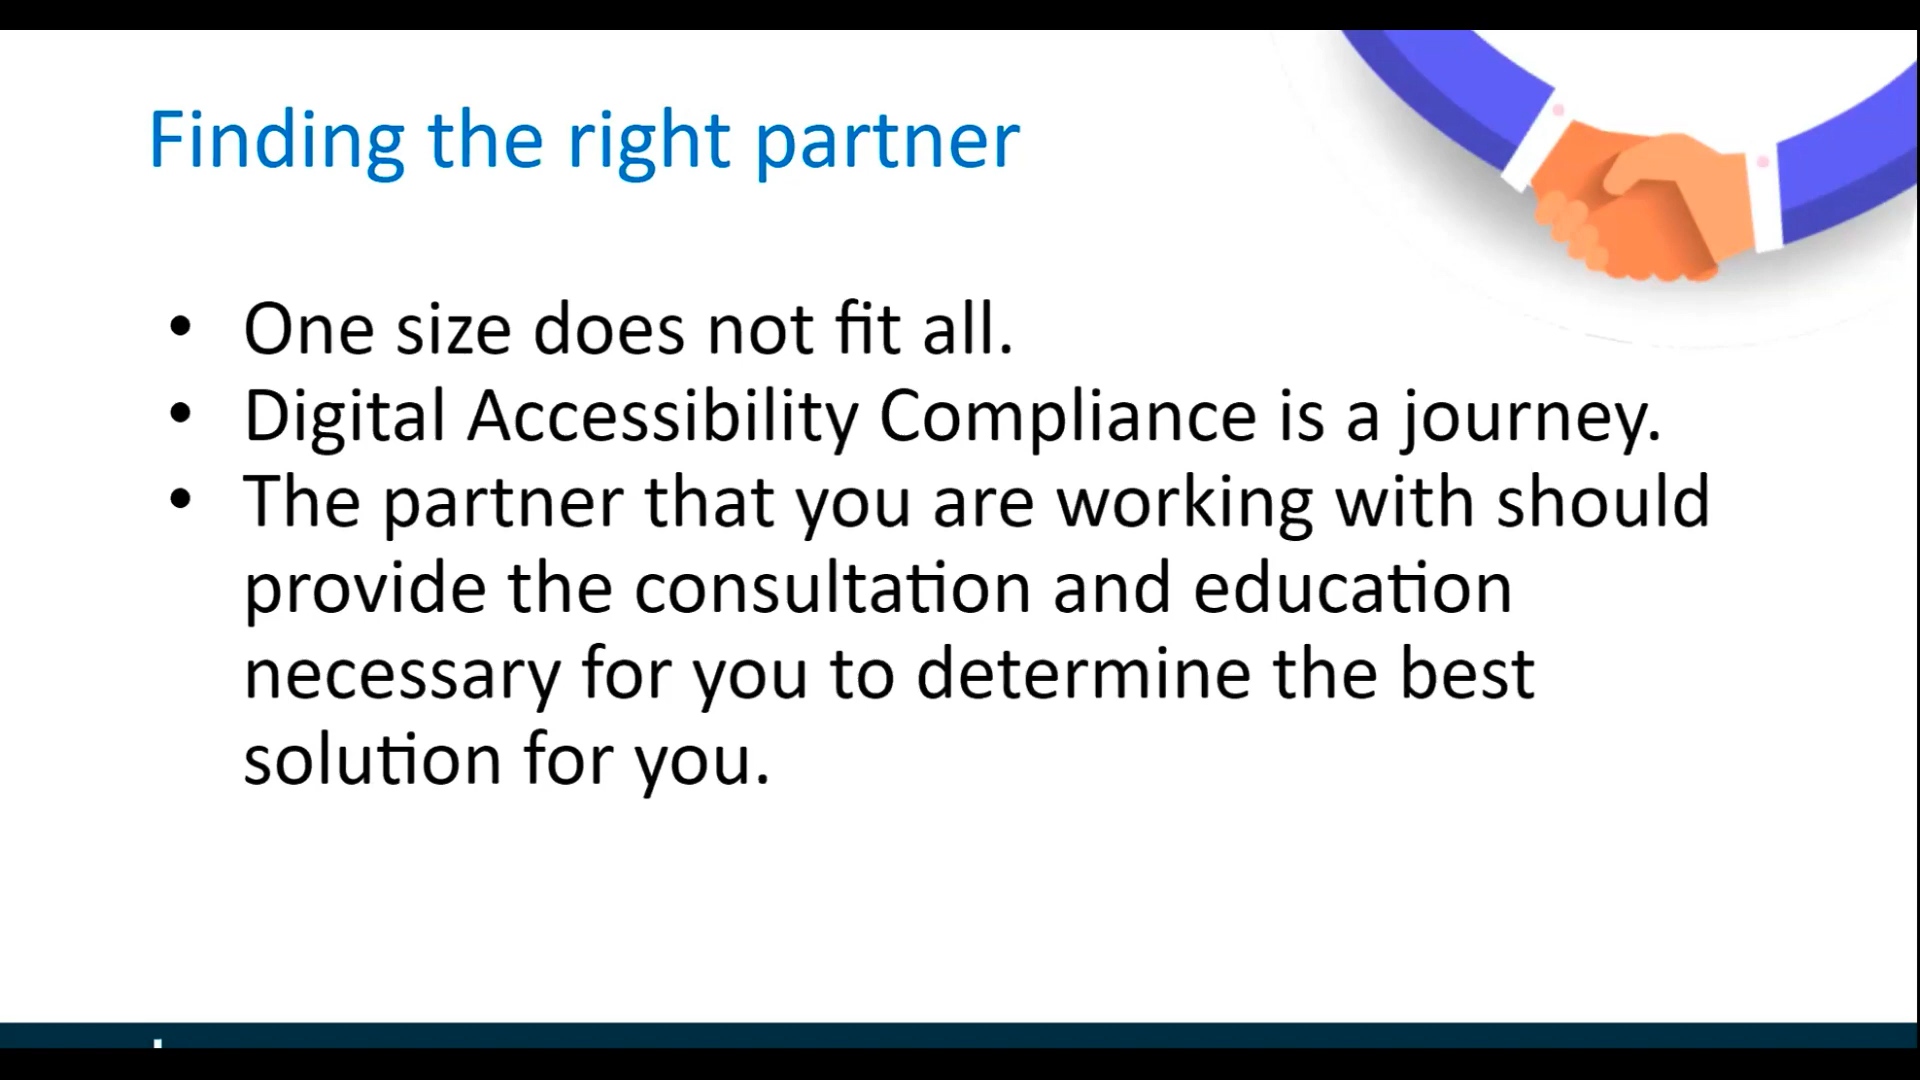 Finding the right partner
• One size does not fit all.
• Digital Accessibility Compliance is a journey.
• The partner that you are working with should
provide the consultation and education
necessary for you to determine the best
solution for you.